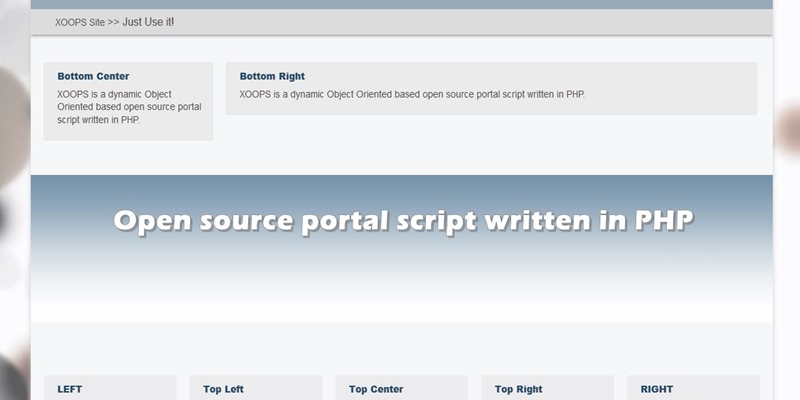 XOOPS Site >> Just Use it!
Bottom Center
XOOPS is a dynamic Object
Oriented based open source portal
script written in PHP.
Bottom Right
XOOPS is a dynamic Object Oriented based open source portal script written in PHP.
Open source portal script written in PHP
LEFT
Top Left
Top Center
Top Right
RIGHT